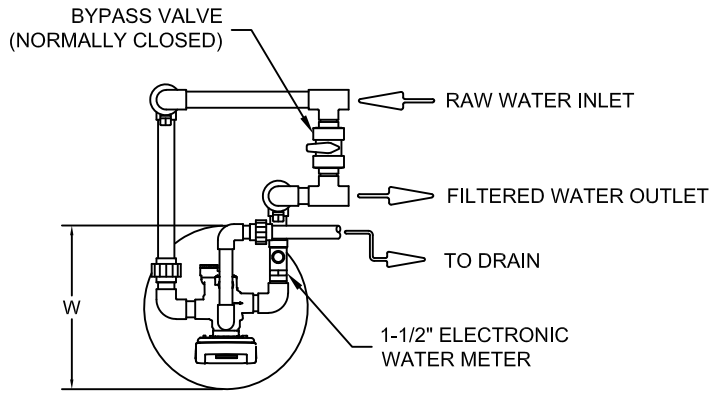 BYPASS VALVE
(NORMALLY CLOSED)
RAW WATER INLET
FILTERED WATER OUTLET
TO DRAIN
W
1-1/2" ELECTRONIC
WATER METER